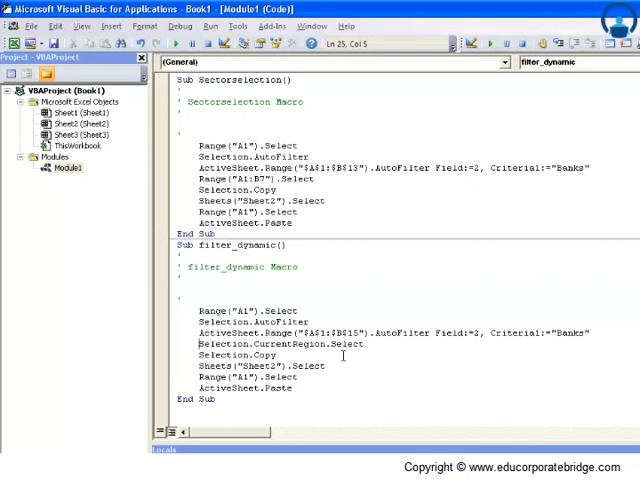 Microsoft Visual Basic for Applications - Book1 - [Module1 (Code)]
File Edit View Insert Format Debug Run Tools Add-Ins Window Help
Ln 25, Col 5
Project - VBAProject
(General) filter_dynamic
VBAProject (Book1)
Microsoft Excel Objects
Sheet1 (Sheet1)
Sheet2 (Sheet2)
Sheet3 (Sheet3)
ThisWorkbook
Modules
Module1
Sub Sectorselection()
'
' Sectorselection Macro
'
'
Range("A1").Select
Selection.AutoFilter
ActiveSheet.Range("$A$1:$B$13").AutoFilter Field:=2, Criteria1:="Banks"
Range("A1:B7").Select
Selection.Copy
Sheets("Sheet2").Select
Range("A1").Select
ActiveSheet.Paste
End Sub
Sub filter_dynamic()
'
' filter_dynamic Macro
'
'
Range("A1").Select
Selection.AutoFilter
ActiveSheet.Range("$A$1:$B$15").AutoFilter Field:=2, Criteria1:="Banks"
Selection.CurrentRegion.Select
Selection.Copy
Sheets("Sheet2").Select
Range("A1").Select
ActiveSheet.Paste
End Sub
Locals
Copyright © www.educorporatebridge.com